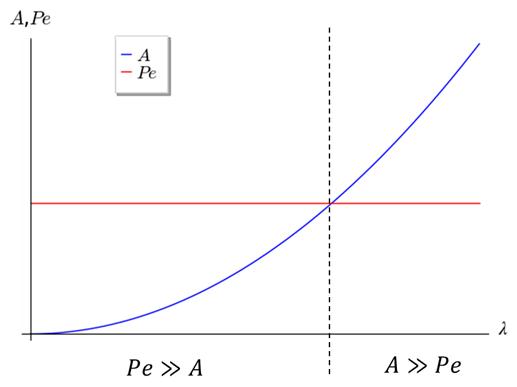 A,Pe
A
Pe
λ
Pe ≫ A
A ≫ Pe